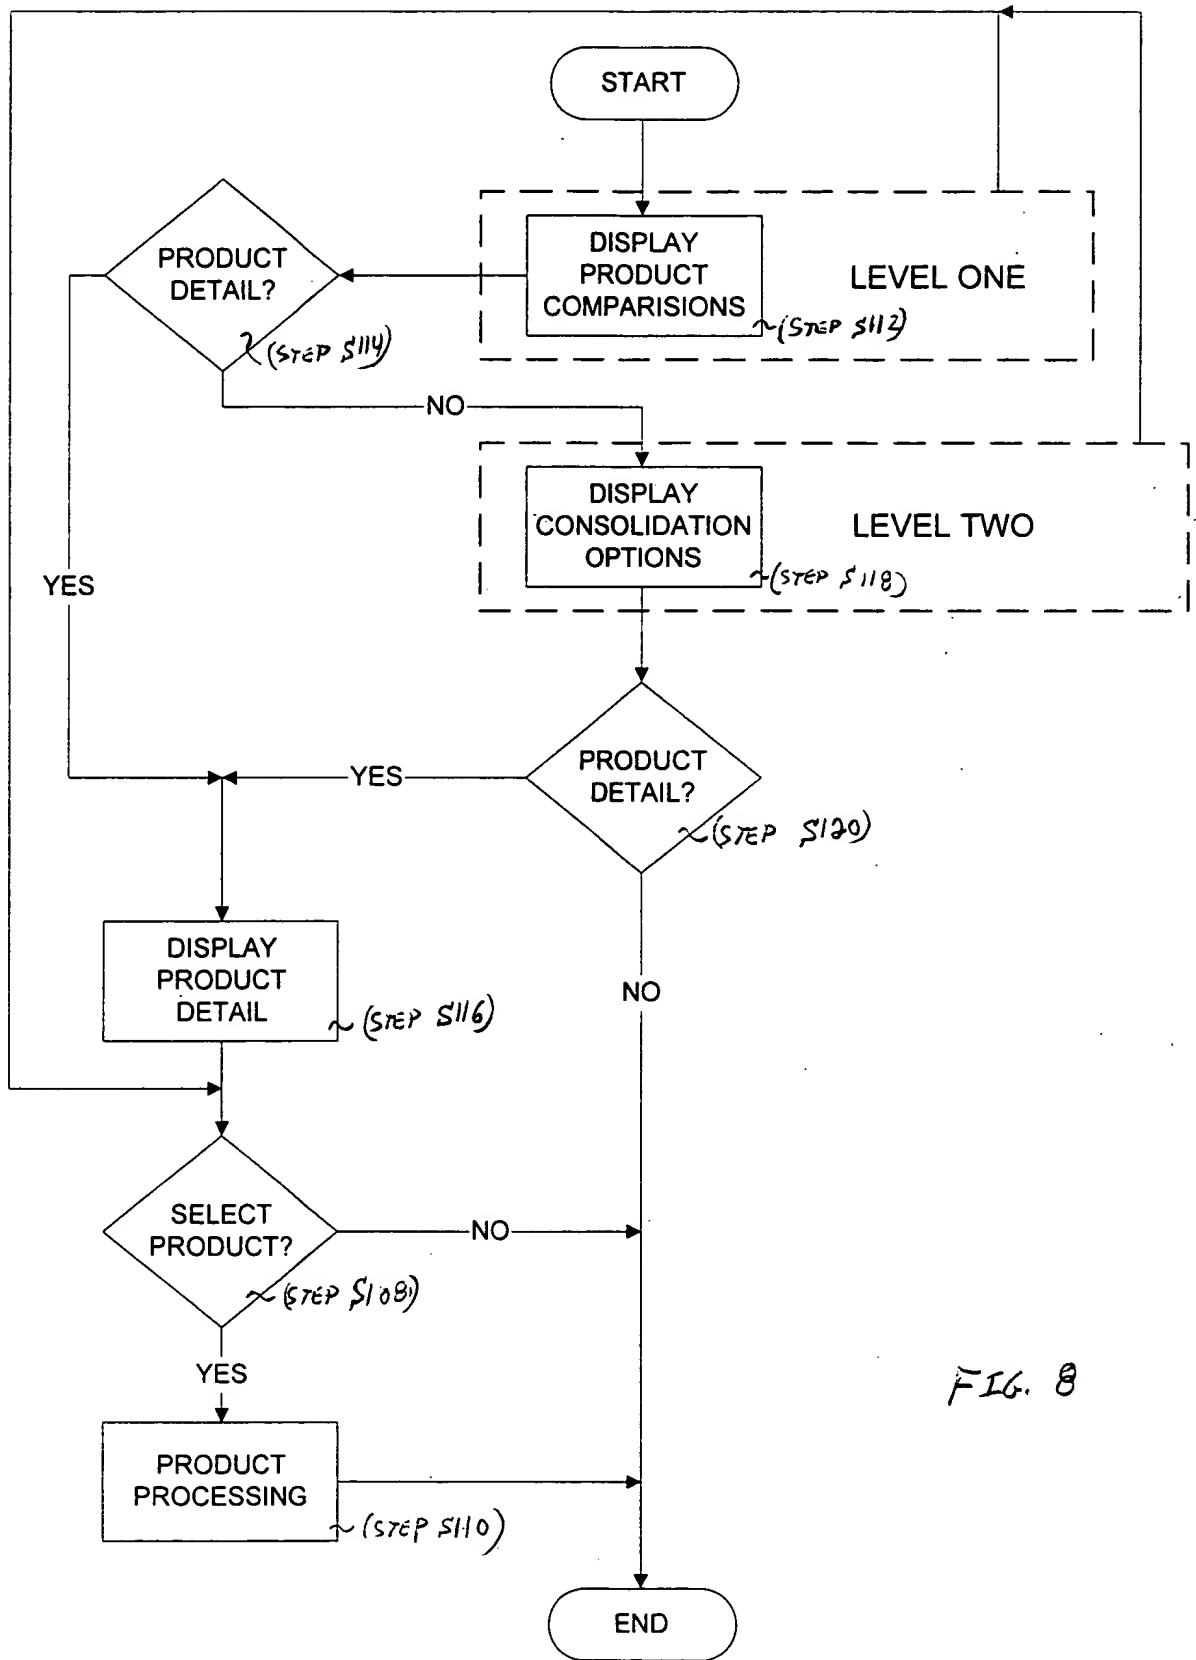 START
PRODUCT
DETAIL?
(STEP S114)
DISPLAY
PRODUCT
COMPARISIONS
(STEP S112)
LEVEL ONE
NO
DISPLAY
CONSOLIDATION
OPTIONS
(STEP S118)
LEVEL TWO
YES
PRODUCT
DETAIL?
(STEP S120)
YES
DISPLAY
PRODUCT
DETAIL
(STEP S116)
NO
SELECT
PRODUCT?
(STEP S108)
NO
YES
PRODUCT
PROCESSING
(STEP S110)
END
FIG. 8